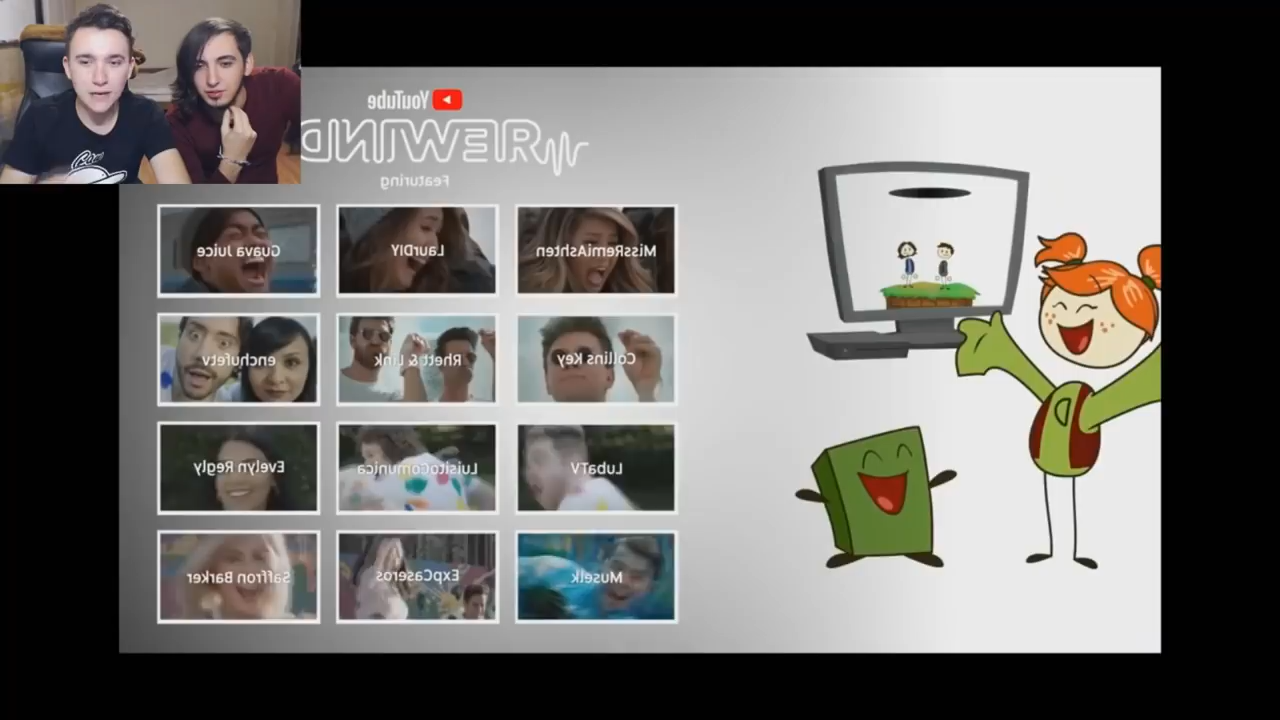 YouTube
REWIND
Featuring
Guava Juice
LaurDIY
MissRemiAshten
enchufetv
Rhett & Link
Collins Key
Evelyn Regly
LuisitoComunica
LubaTV
Saffron Barker
ExpCaseros
Muselk